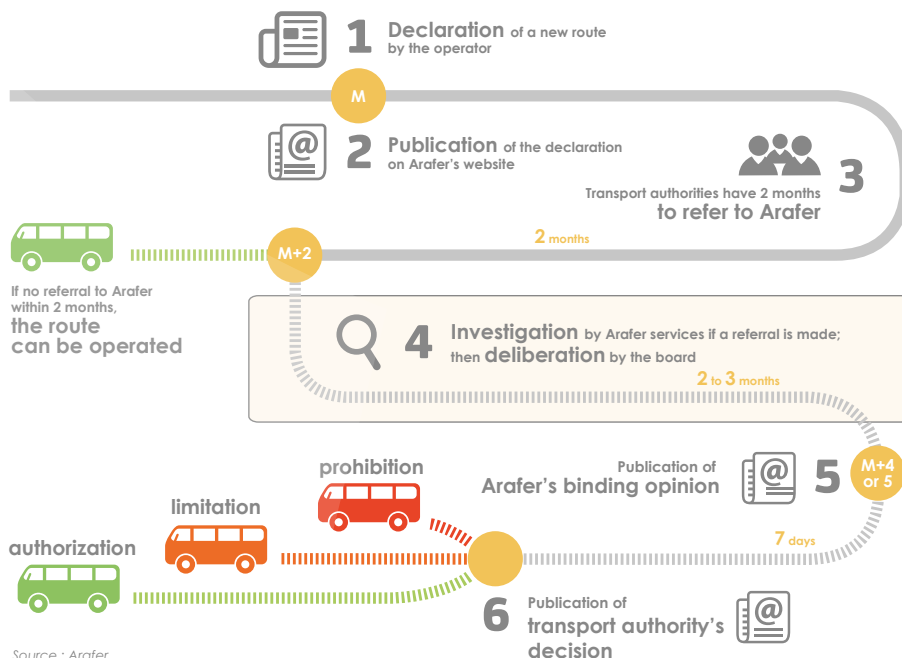 1 Declaration of a new route
by the operator
M
2 Publication of the declaration
on Arafer's website
3
Transport authorities have 2 months
to refer to Arafer
2 months
M+2
If no referral to Arafer
within 2 months,
the route
can be operated
4 Investigation by Arafer services if a referral is made;
then deliberation by the board
2 to 3 months
M+4
or 5
5 Publication of
Arafer's binding opinion
7 days
prohibition
limitation
authorization
6 Publication of
transport authority's
decision
Source : Arafer